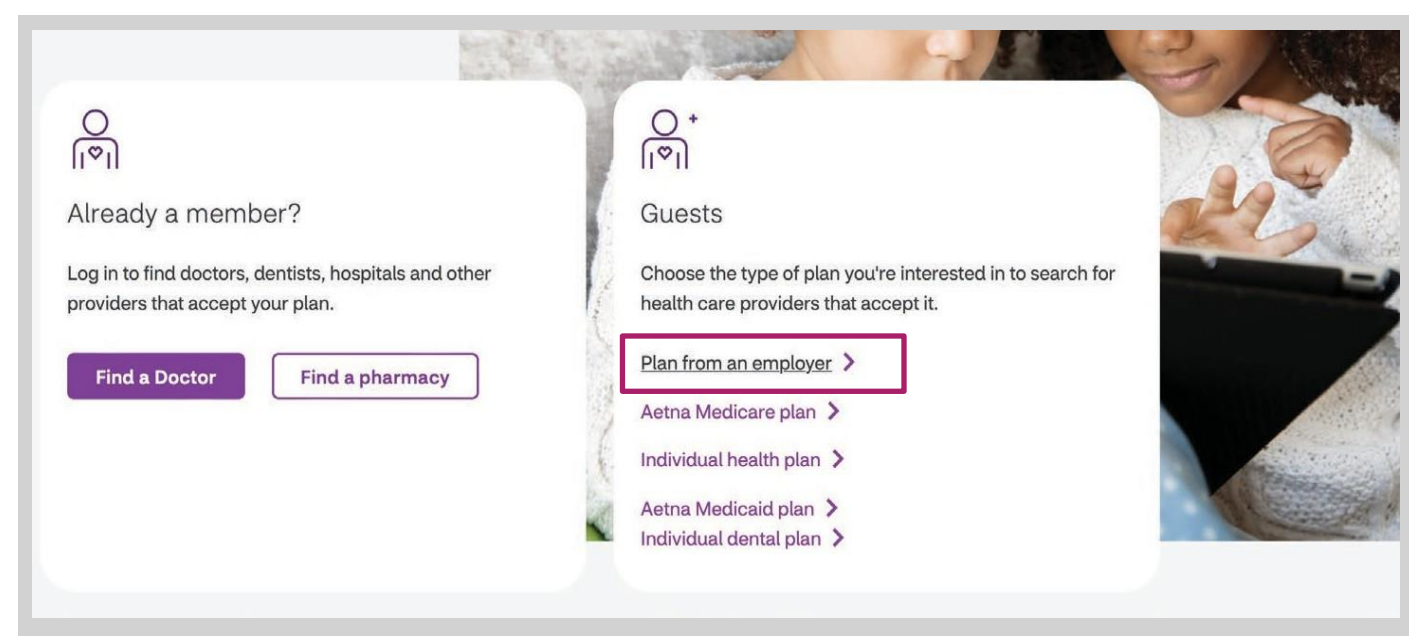 Already a member?
Log in to find doctors, dentists, hospitals and other
providers that accept your plan.
Find a Doctor
Find a pharmacy
Guests
Choose the type of plan you're interested in to search for
health care providers that accept it.
Plan from an employer
Aetna Medicare plan
Individual health plan
Aetna Medicaid plan
Individual dental plan